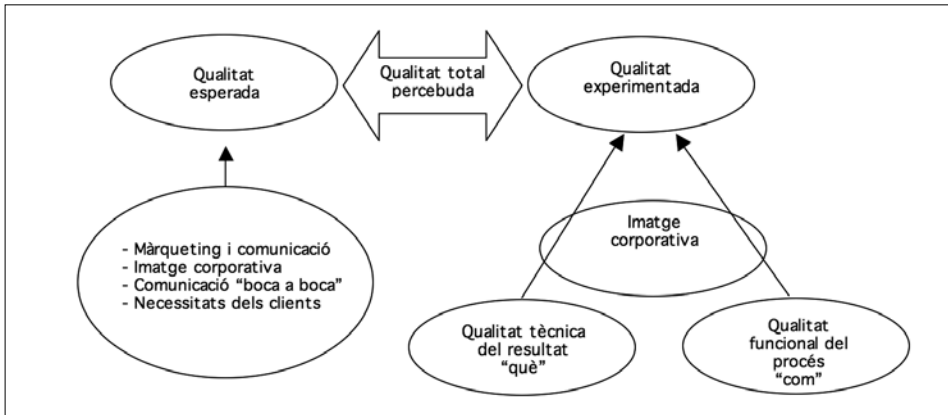 Qualitat
esperada
Qualitat total
percebuda
Qualitat
experimentada
- Màrqueting i comunicació
- Imatge corporativa
- Comunicació “boca a boca”
- Necessitats dels clients
Imatge
corporativa
Qualitat tècnica
del resultat
“què”
Qualitat
funcional del
procés
“com”